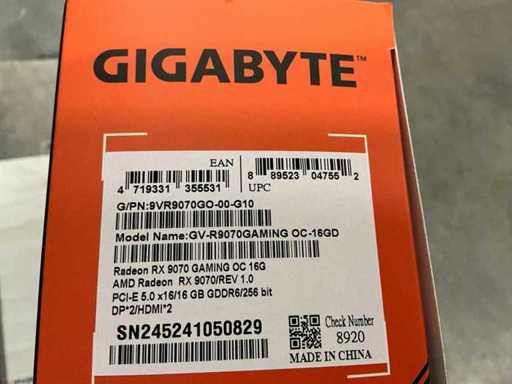 GIGABYTE™
EAN
4 719331 355531
8 89523 04755 2
UPC
G/PN:9VR9070GO-00-G10
Model Name:GV-R9070GAMING OC-16GD
Radeon RX 9070 GAMING OC 16G
AMD Radeon RX 9070/REV 1.0
PCI-E 5.0 x16/16 GB GDDR6/256 bit
DP*2/HDMI*2
SN245241050829
Check Number
8920
MADE IN CHINA